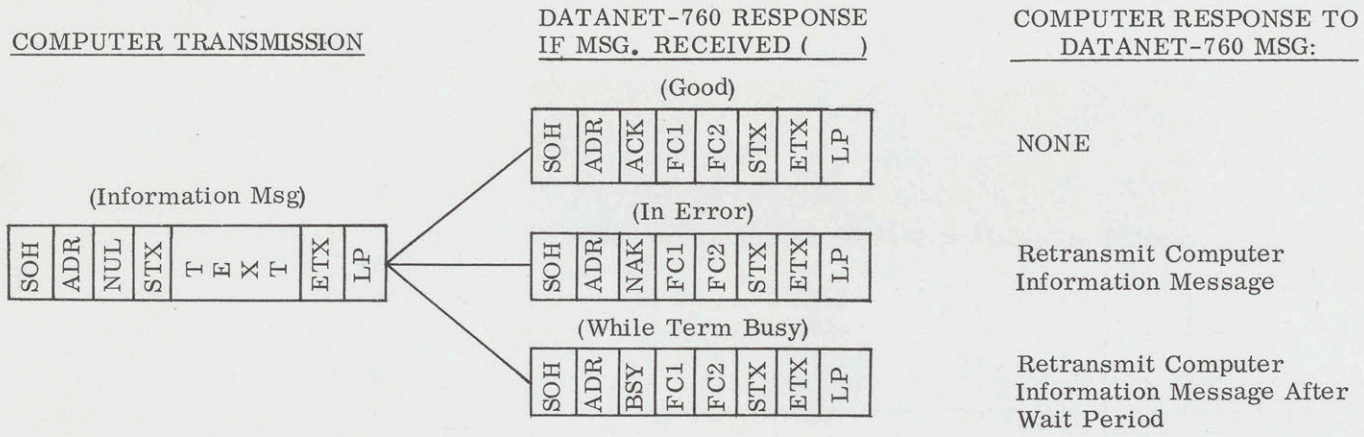 COMPUTER TRANSMISSION
DATANET-760 RESPONSE
IF MSG. RECEIVED (    )
COMPUTER RESPONSE TO
DATANET-760 MSG:
(Information Msg)
SOH ADR NUL STX TEXT ETX LP
(Good)
SOH ADR ACK FC1 FC2 STX ETX LP
NONE
(In Error)
SOH ADR NAK FC1 FC2 STX ETX LP
Retransmit Computer
Information Message
(While Term Busy)
SOH ADR BSY FC1 FC2 STX ETX LP
Retransmit Computer
Information Message After
Wait Period